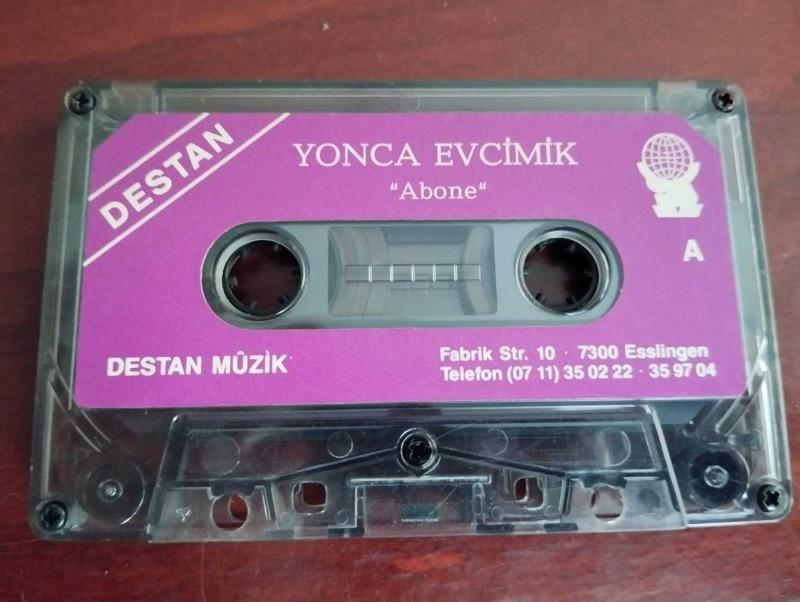 DESTAN
YONCA EVCİMİK
"Abone"
A
DESTAN MÛZİK
Fabrik Str. 10 · 7300 Esslingen
Telefon (07 11) 35 02 22 · 35 97 04